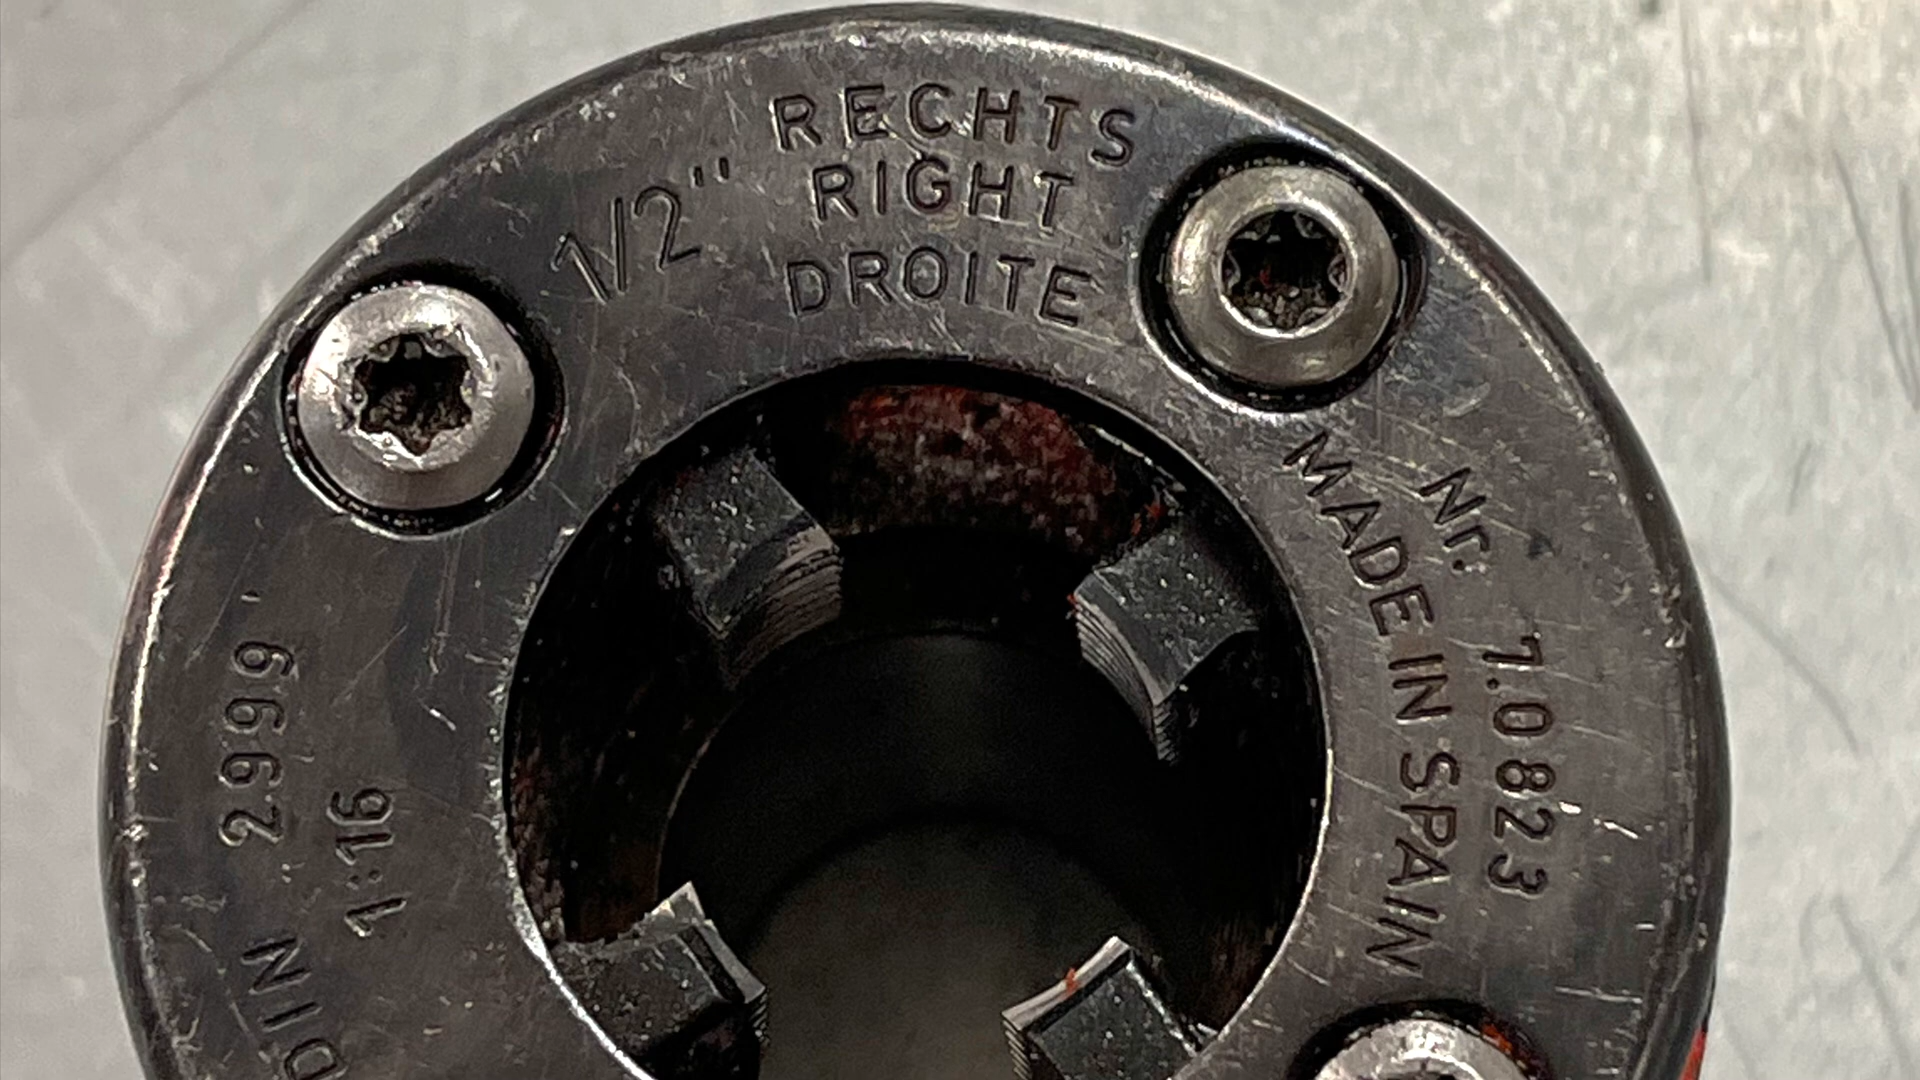 RECHTS
RIGHT
DROITE
1/2"
Nr. 7.0823
MADE IN SPAIN
DIN 2999
1:16